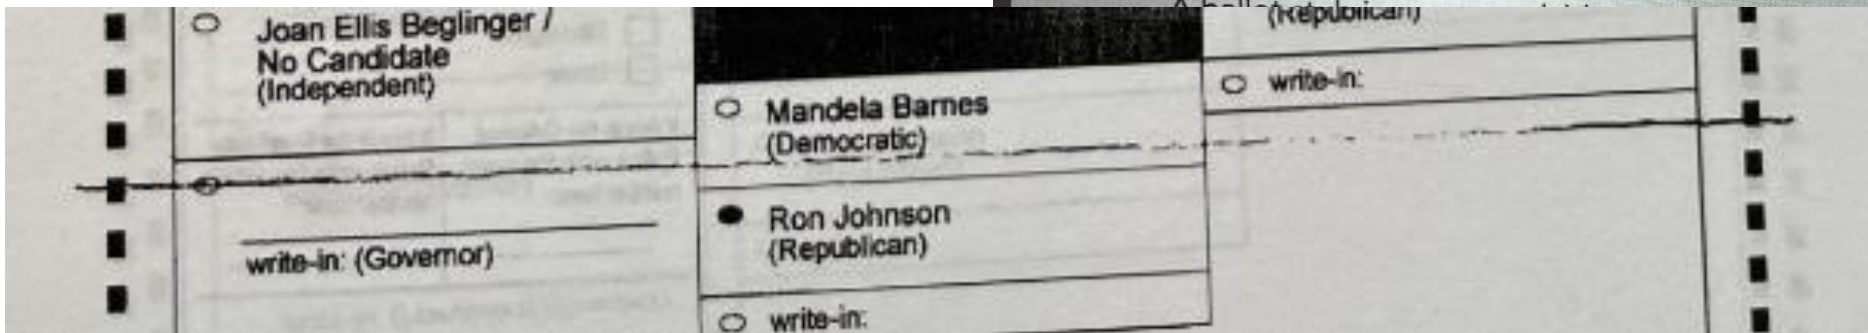 Joan Ellis Beglinger /
No Candidate
(Independent)
write-in: (Governor)
Mandela Barnes
(Democratic)
Ron Johnson
(Republican)
write-in:
(Republican)
write-in: